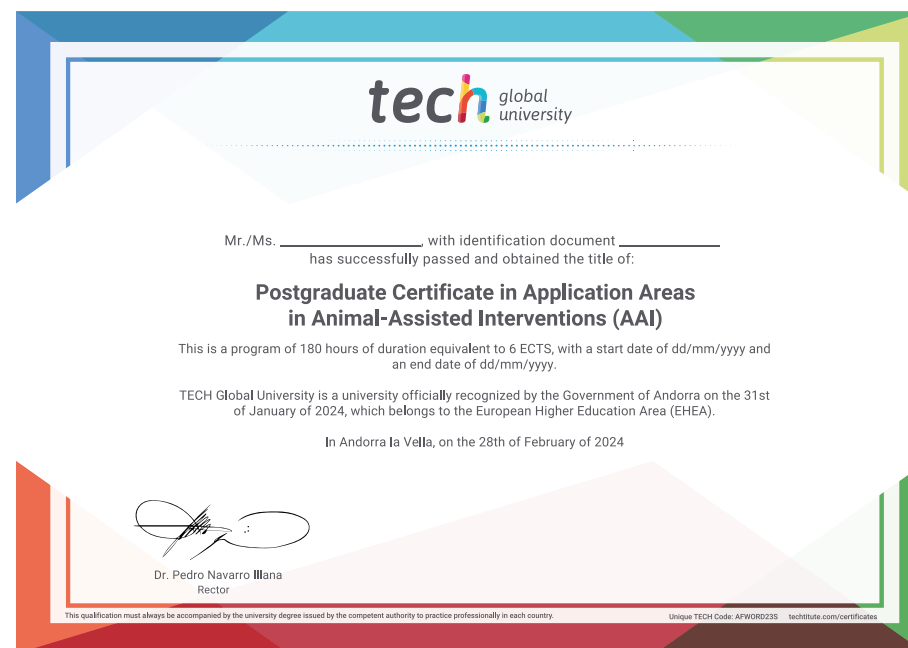 tech global university
Mr./Ms. ____________, with identification document ____________
has successfully passed and obtained the title of:
Postgraduate Certificate in Application Areas
in Animal-Assisted Interventions (AAI)
This is a program of 180 hours of duration equivalent to 6 ECTS, with a start date of dd/mm/yyyy and
an end date of dd/mm/yyyy.
TECH Global University is a university officially recognized by the Government of Andorra on the 31st
of January of 2024, which belongs to the European Higher Education Area (EHEA).
In Andorra la Vella, on the 28th of February of 2024
Dr. Pedro Navarro Illana
Rector
This qualification must always be accompanied by the university degree issued by the competent authority to practice professionally in each country.
Unique TECH Code: AFWORD23S techtitute.com/certificates